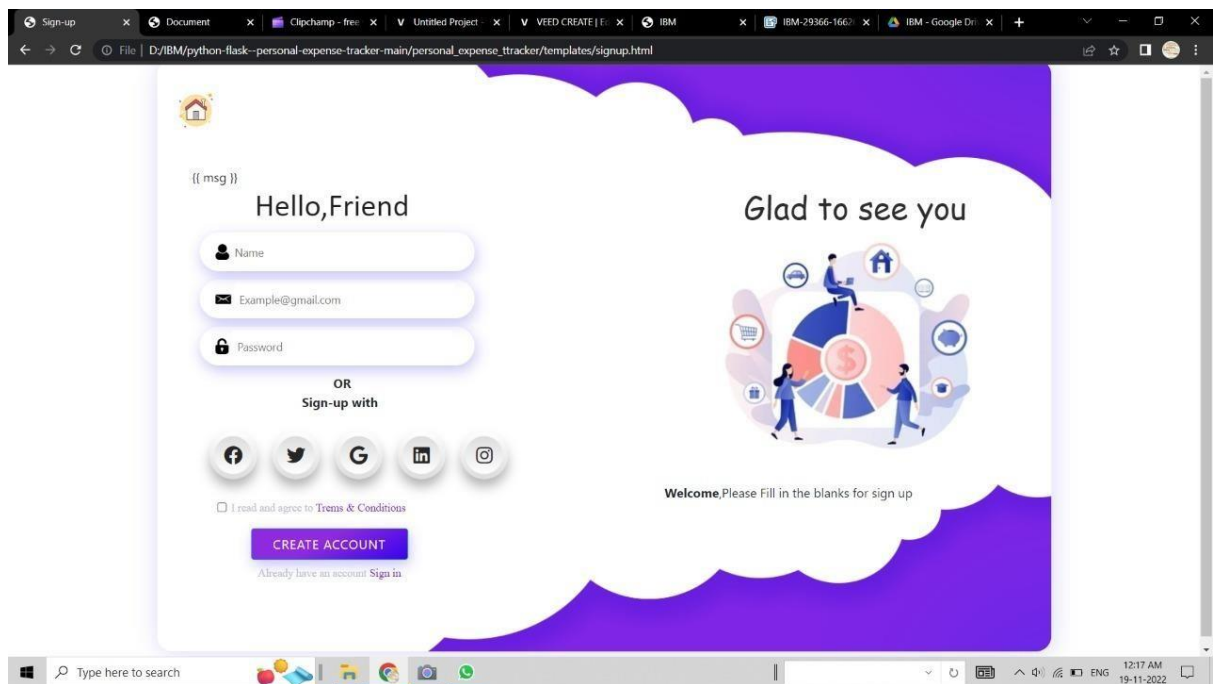 Sign-up
Document
Clipchamp - free
Untitled Project -
VEED CREATE | Ed
IBM
IBM-29366-1662
IBM - Google Dri
File | D:/IBM/python-flask--personal-expense-tracker-main/personal_expense_ttracker/templates/signup.html
{{ msg }}
Hello,Friend
Glad to see you
Name
Example@gmail.com
Password
OR
Sign-up with
Welcome,Please Fill in the blanks for sign up
I read and agree to Trems & Conditions
CREATE ACCOUNT
Already have an account Sign in
Type here to search
ENG
12:17 AM
19-11-2022